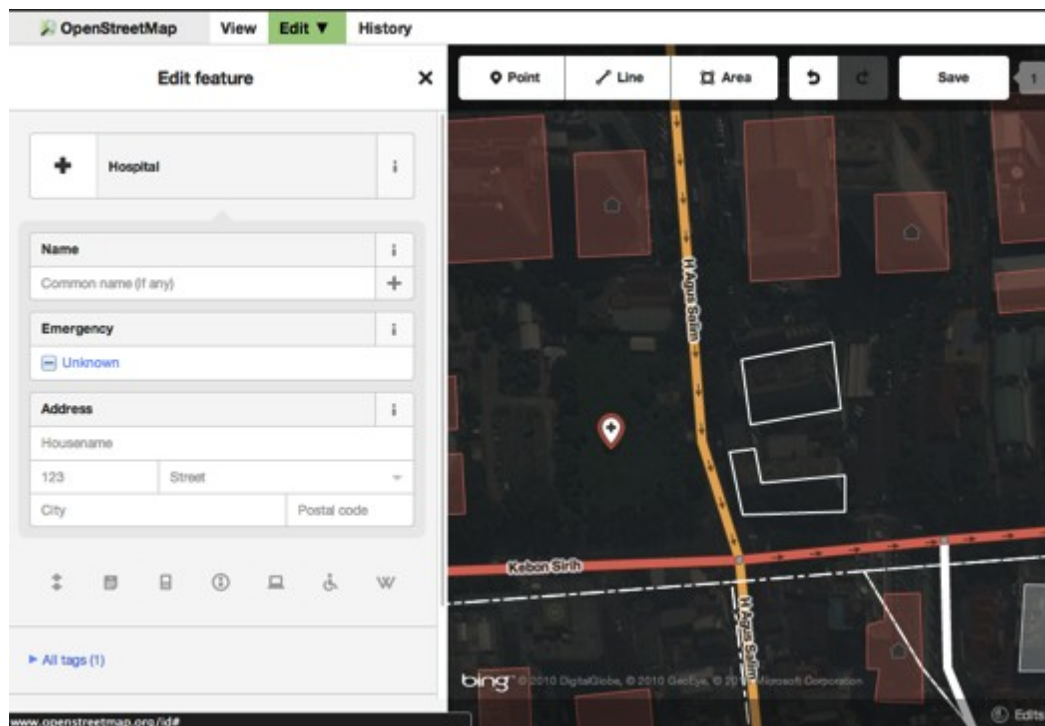 OpenStreetMap View Edit ▼ History
Edit feature
Point Line Area Save 1
Hospital
Name
Common name (if any)
Emergency
Unknown
Address
Housename
123 Street
City Postal code
All tags (1)
H Agus Salim
Kebon Sirih
H Agus Salim
bing © 2010 DigitalGlobe, © 2010 GeoEye, © 2010 Microsoft Corporation
www.openstreetmap.org/id#
Edits